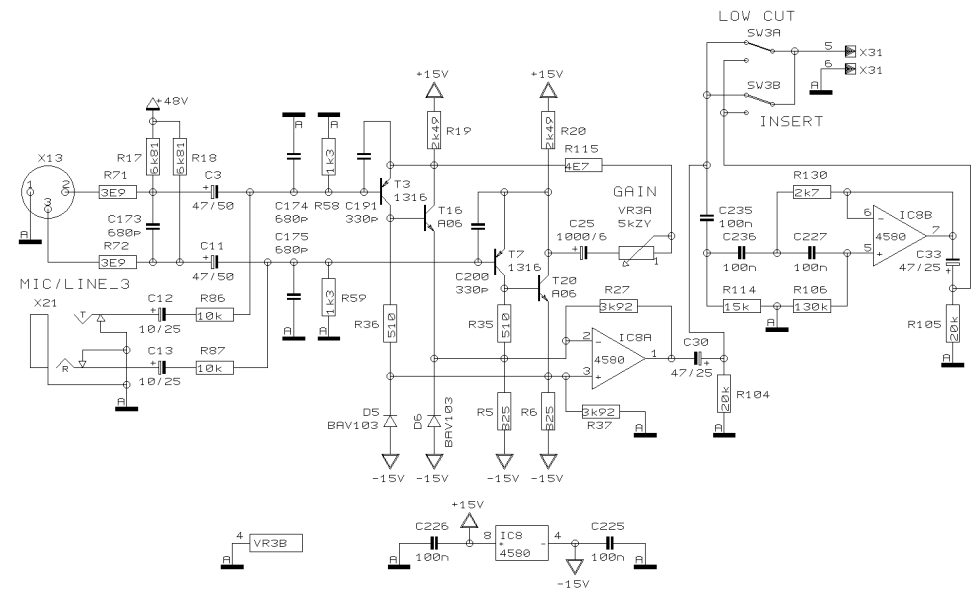 LOW CUT
SW3A
5 X31
6 X31
A
SW3B
INSERT
+15V +15V
+48V
R17 6k81 6k81 R18
A A
R19 2k49
R20 2k49
R115
4E7
X13
1 2 3
A
R71
3E9
C3
+
47/50
C173
680p
R72
3E9
C11
+
47/50
C174
680p
R58 1k3
C191
330p
C175
680p
T3
1316
T16
A06
T7
1316
C200
330p
T20
A06
GAIN
VR3A
5kZY
1
C25
+
1000/6
MIC/LINE_3
X21
T
R
A
C12
+
10/25
R86
10k
C13
+
10/25
R87
10k
R59 1k3
A A
R36 510
R35 510
R27
3k92
IC8A
4580
2 −
3 +
1
C30
+
47/25
R104 20k
A
D5
BAV103
D6
BAV103
R5 825
R6 825
3k92
R37
A
-15V -15V -15V -15V
C235
100n
C236
100n
C227
100n
R130
2k7
IC8B
4580
6 −
5 +
7
C33
+
47/25
R114
15k
R106
130k
A
R105 20k
A
4
VR3B
A
+15V
C226
100n
A
8 + IC8 − 4
4580
C225
100n
A
-15V